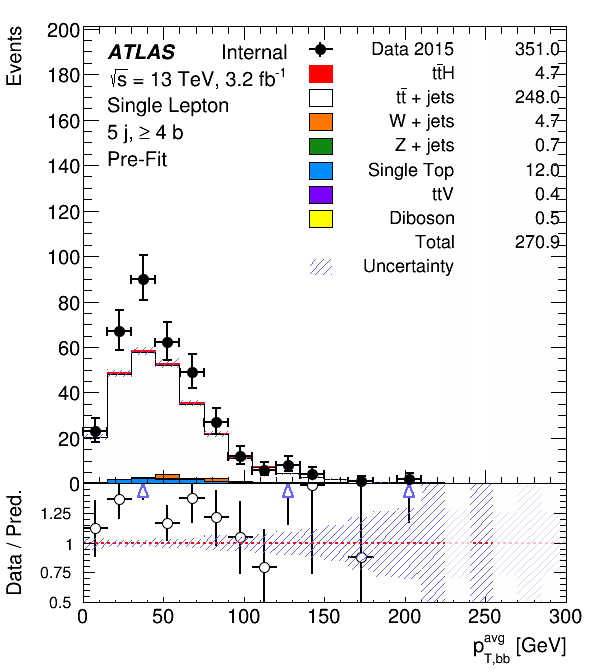 Events
200
180
160
140
120
100
80
60
40
20
0
ATLAS Internal
√s = 13 TeV, 3.2 fb⁻¹
Single Lepton
5 j, ≥ 4 b
Pre-Fit
Data 2015 351.0
tt̄H 4.7
tt̄ + jets 248.0
W + jets 4.7
Z + jets 0.7
Single Top 12.0
ttV 0.4
Diboson 0.5
Total 270.9
Uncertainty
Data / Pred.
1.25
1
0.75
0.5
0 50 100 150 200 250 300
p_{T,bb}^{avg} [GeV]